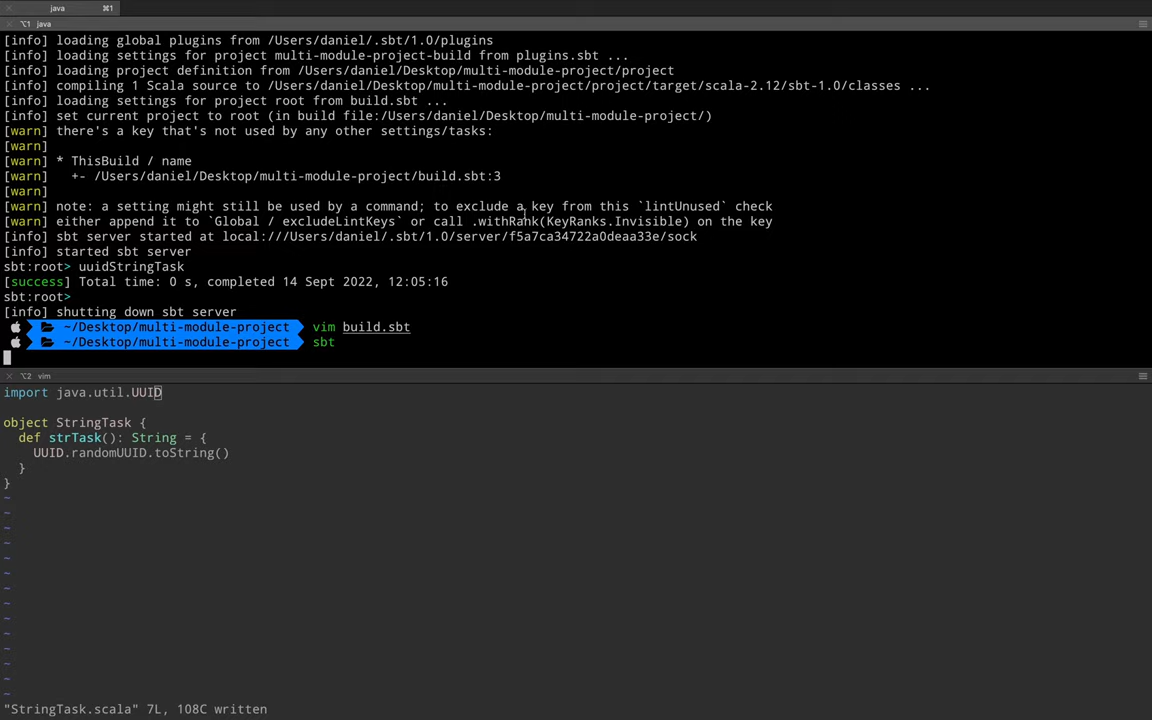 java ⌘1
⌥1 java
[info] loading global plugins from /Users/daniel/.sbt/1.0/plugins
[info] loading settings for project multi-module-project-build from plugins.sbt ...
[info] loading project definition from /Users/daniel/Desktop/multi-module-project/project
[info] compiling 1 Scala source to /Users/daniel/Desktop/multi-module-project/project/target/scala-2.12/sbt-1.0/classes ...
[info] loading settings for project root from build.sbt ...
[info] set current project to root (in build file:/Users/daniel/Desktop/multi-module-project/)
[warn] there's a key that's not used by any other settings/tasks:
[warn]
[warn] * ThisBuild / name
[warn]   +- /Users/daniel/Desktop/multi-module-project/build.sbt:3
[warn]
[warn] note: a setting might still be used by a command; to exclude a key from this `lintUnused` check
[warn] either append it to `Global / excludeLintKeys` or call .withRank(KeyRanks.Invisible) on the key
[info] sbt server started at local:///Users/daniel/.sbt/1.0/server/f5a7ca34722a0deaa33e/sock
[info] started sbt server
sbt:root> uuidStringTask
[success] Total time: 0 s, completed 14 Sept 2022, 12:05:16
sbt:root>
[info] shutting down sbt server
~/Desktop/multi-module-project vim build.sbt
~/Desktop/multi-module-project sbt
⌥2 vim
import java.util.UUID
object StringTask {
  def strTask(): String = {
    UUID.randomUUID.toString()
  }
}
~
~
~
~
~
~
~
~
~
~
~
~
~
~
"StringTask.scala" 7L, 108C written